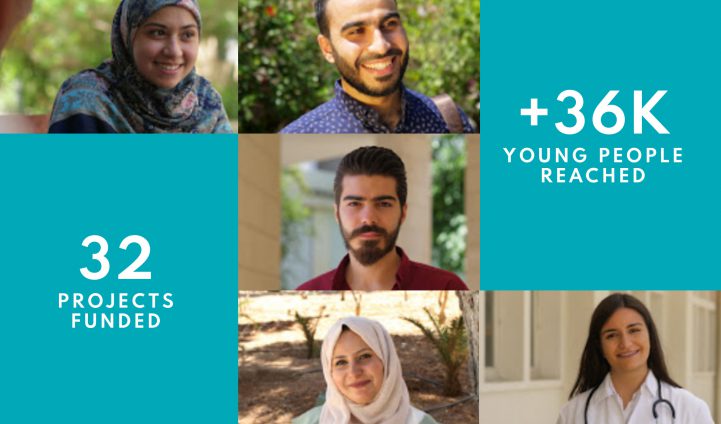 +36K
YOUNG PEOPLE
REACHED
32
PROJECTS
FUNDED